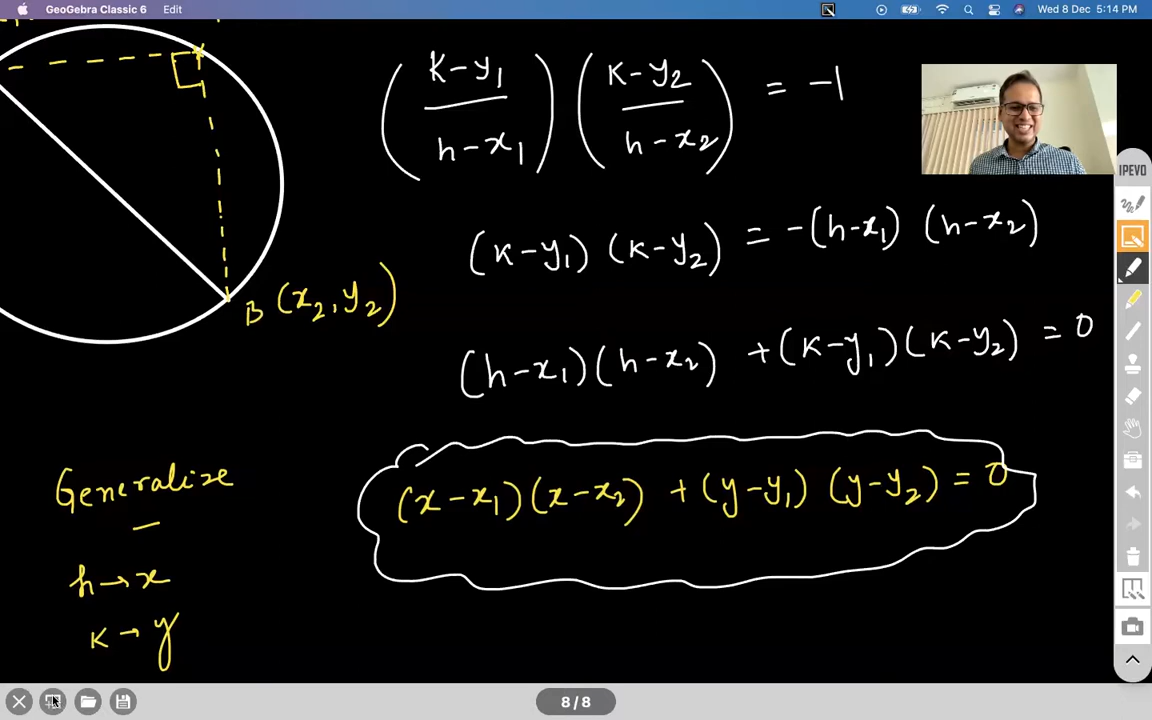 GeoGebra Classic 6 Edit Wed 8 Dec 5:14 PM
(K-y₁ / h-x₁) (K-y₂ / h-x₂) = -1
IPEVO
(K-y₁) (K-y₂) = -(h-x₁) (h-x₂)
B (x₂, y₂)
(h-x₁)(h-x₂) + (K-y₁)(K-y₂) = 0
Generalize
(x-x₁)(x-x₂) + (y-y₁) (y-y₂) = 0
h → x
K → y
8 / 8